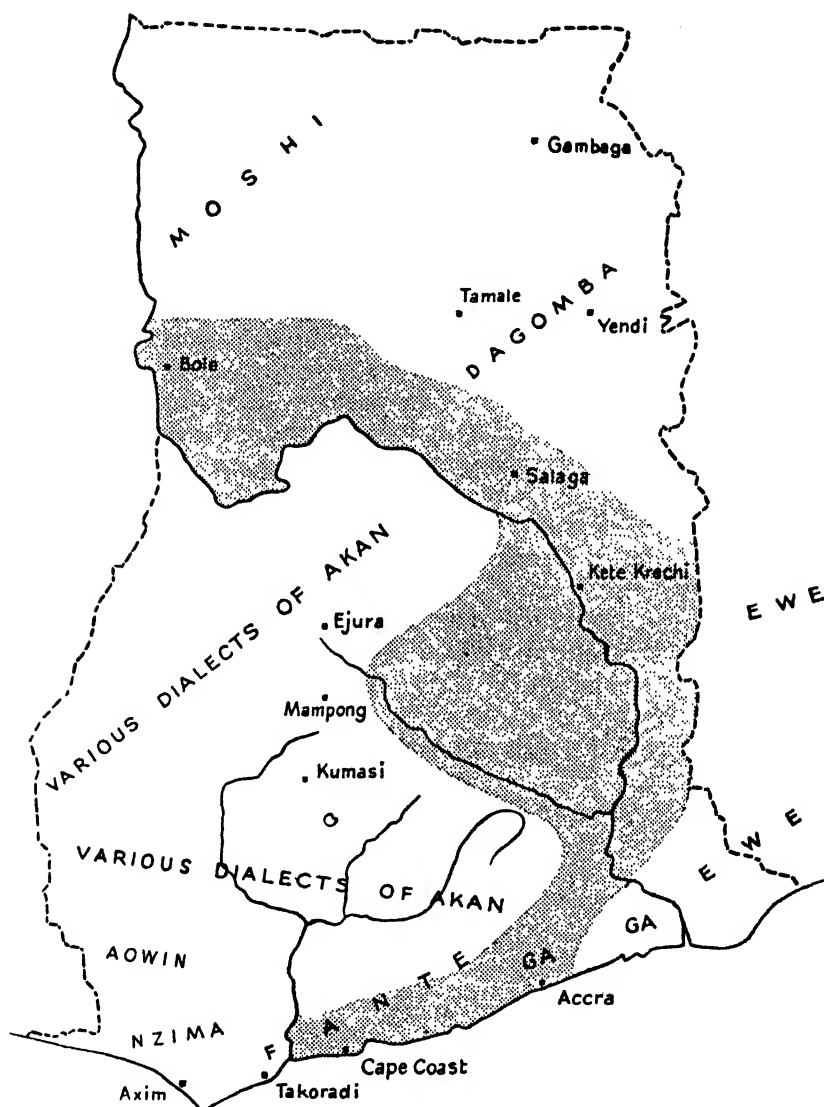 MOSHI
Gambaga
Tamale
DAGOMBA
Yendi
Bole
Salaga
VARIOUS DIALECTS OF AKAN
Kete Krachi
EWE
Ejura
Mampong
Kumasi
VARIOUS DIALECTS OF AKAN
EWE
AOWIN
GA
GA
FANTE
Accra
NZIMA
Cape Coast
Axim
Takoradi